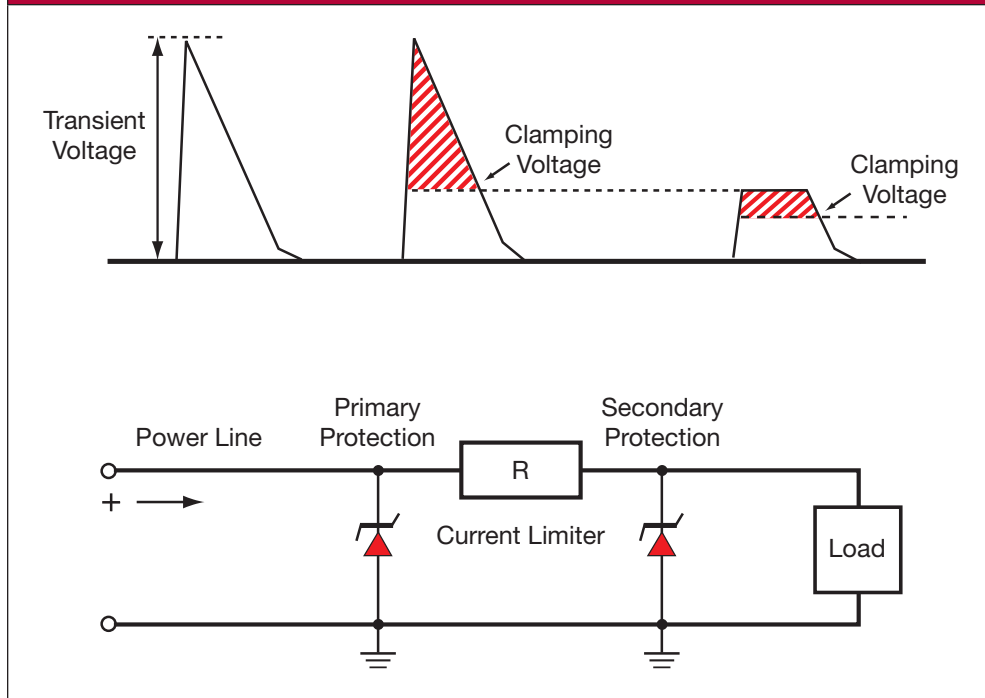 Transient
Voltage
Clamping
Voltage
Clamping
Voltage
Primary
Protection
Secondary
Protection
Power Line
R
+
Current Limiter
Load